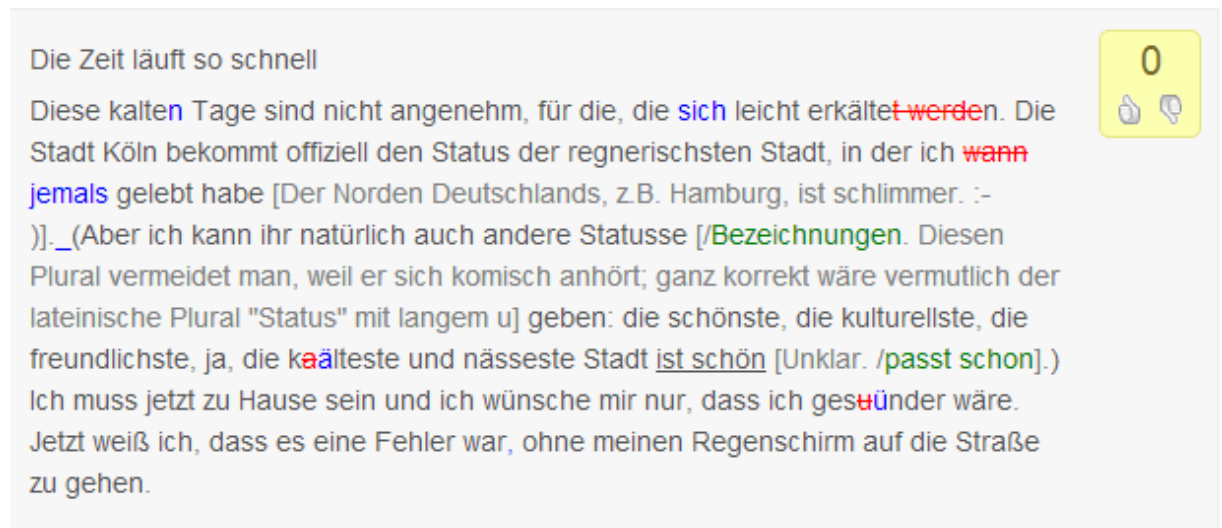 Die Zeit läuft so schnell
0
Diese kalten Tage sind nicht angenehm, für die, die sich leicht erkältet werden. Die
Stadt Köln bekommt offiziell den Status der regnerischsten Stadt, in der ich wann
jemals gelebt habe [Der Norden Deutschlands, z.B. Hamburg, ist schlimmer. :-
)]._(Aber ich kann ihr natürlich auch andere Statusse [/Bezeichnungen. Diesen
Plural vermeidet man, weil er sich komisch anhört; ganz korrekt wäre vermutlich der
lateinische Plural "Status" mit langem u] geben: die schönste, die kulturellste, die
freundlichste, ja, die kaälteste und nässeste Stadt ist schön [Unklar. /passt schon].)
Ich muss jetzt zu Hause sein und ich wünsche mir nur, dass ich gesuünder wäre.
Jetzt weiß ich, dass es eine Fehler war, ohne meinen Regenschirm auf die Straße
zu gehen.